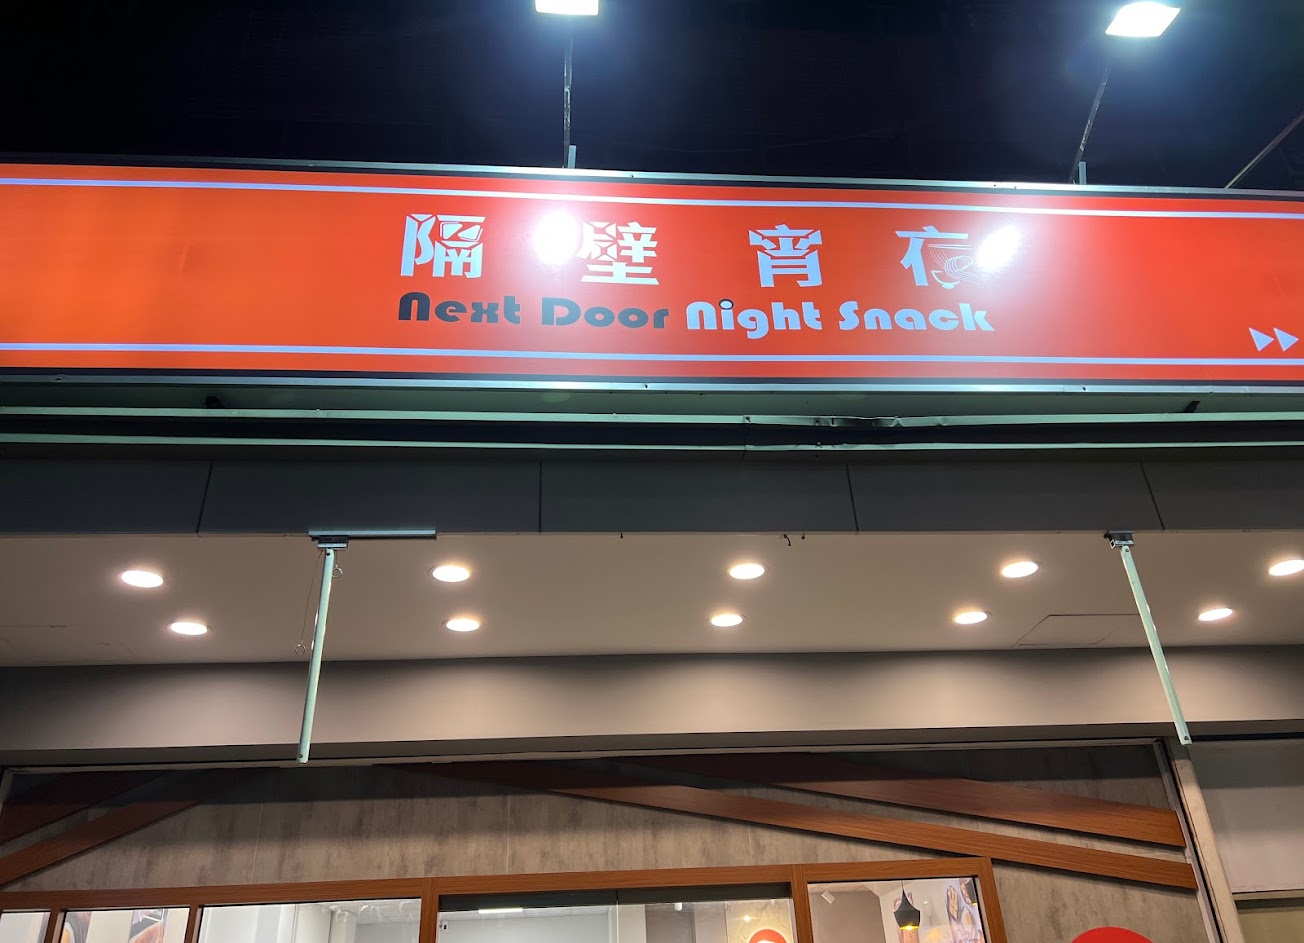 隔壁宵夜
Next Door Night Snack